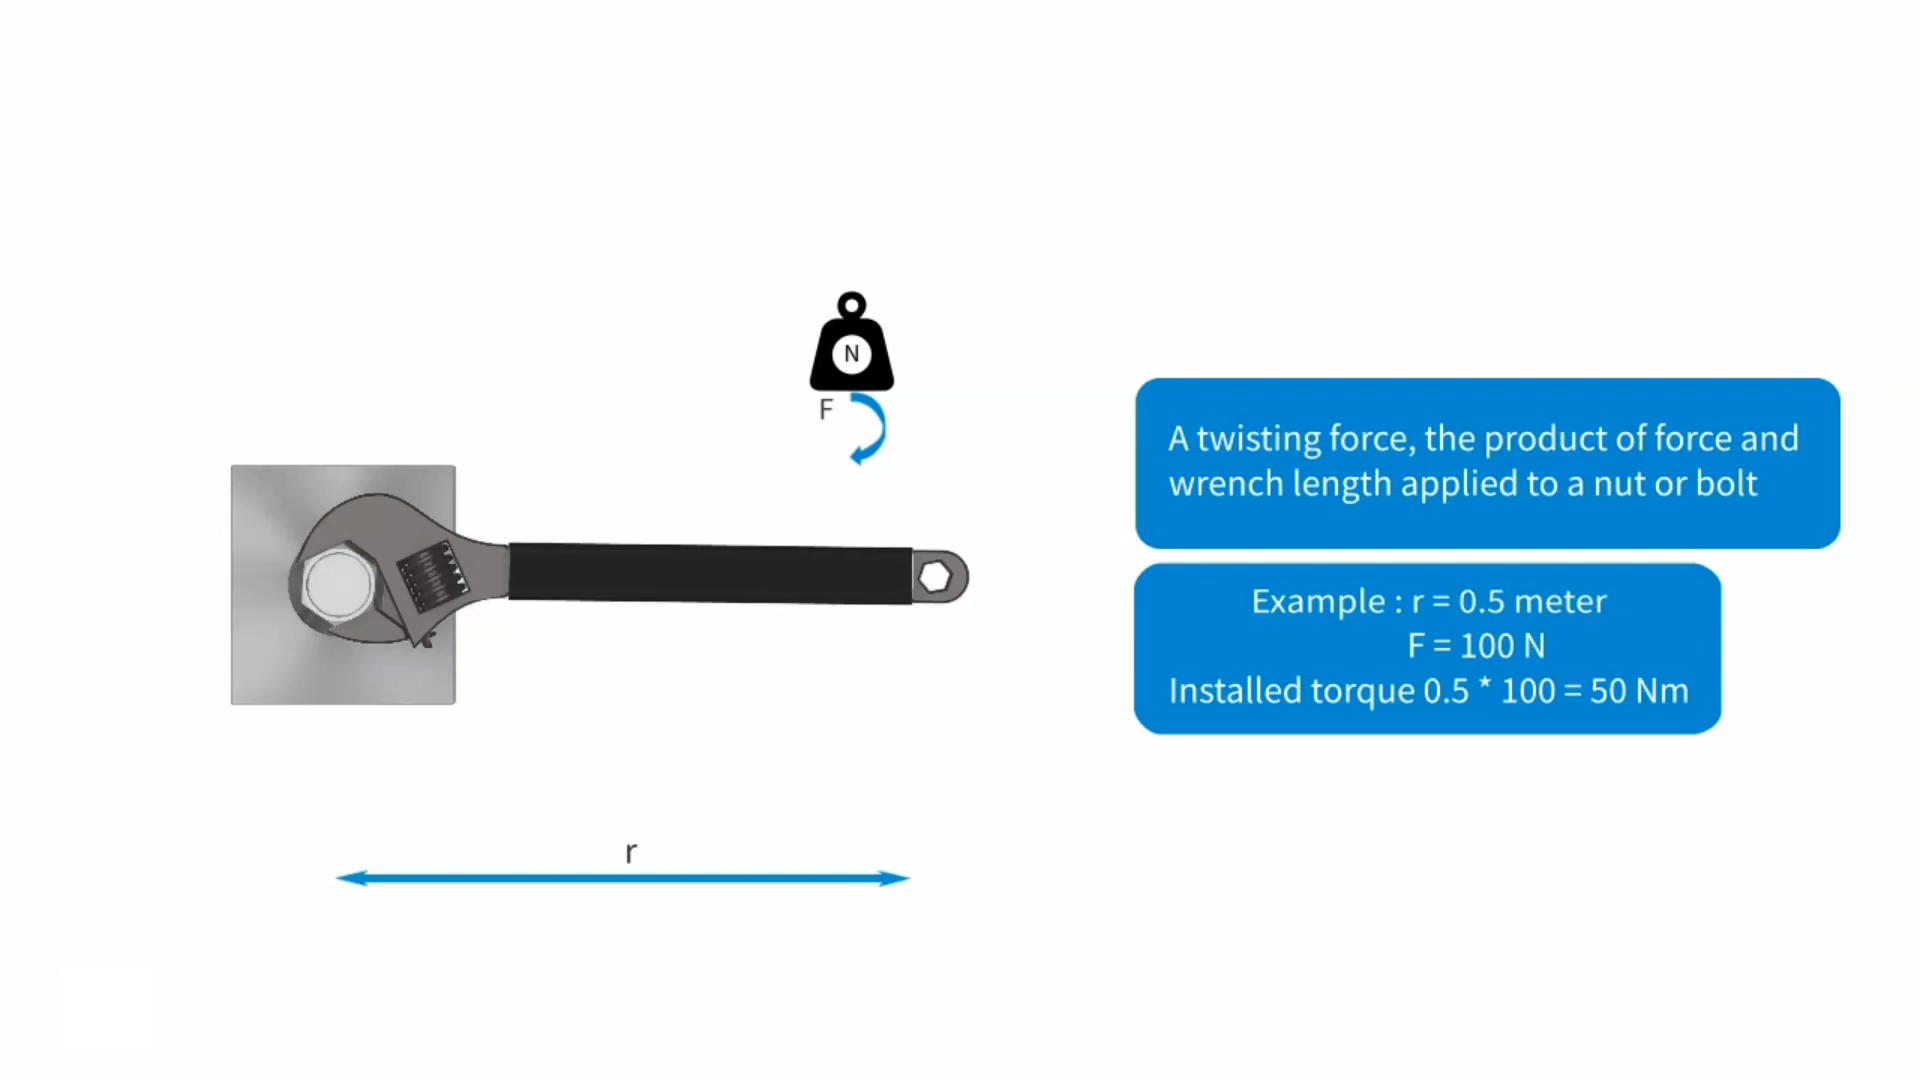 N
F
A twisting force, the product of force and
wrench length applied to a nut or bolt
Example : r = 0.5 meter
F = 100 N
Installed torque 0.5 * 100 = 50 Nm
r